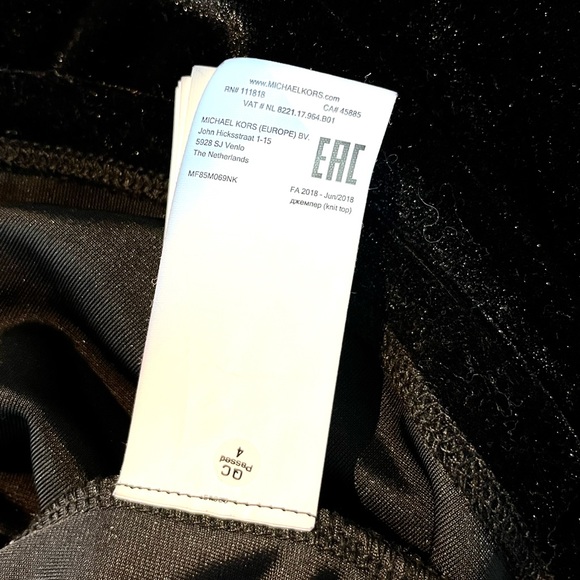 www.MICHAELKORS.com
RN# 111818 CA# 45885
VAT # NL 8221.17.964.B01
MICHAEL KORS (EUROPE) BV.
John Hicksstraat 1-15
5928 SJ Venlo
The Netherlands
EAC
MF85M069NK
FA 2018 - Jun/2018
джемпер (knit top)
QC
Passed
4